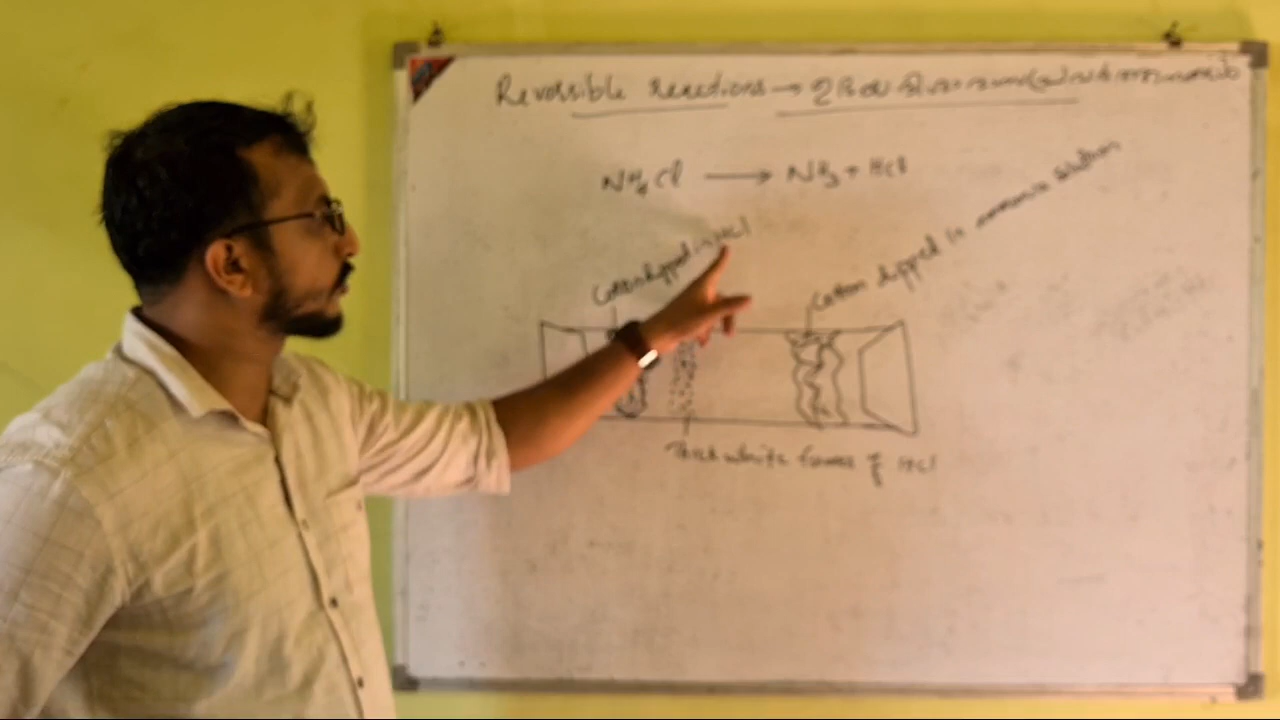 Reversible reactions →
NH₄Cl → NH₃ + HCl
Cotton dipped in HCl
Cotton dipped in ammonia solution
Thick white fumes of HCl